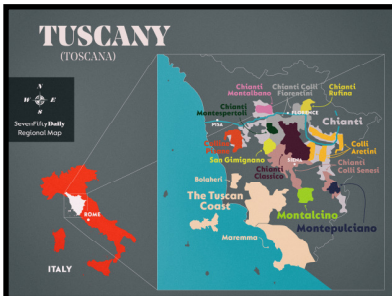 TUSCANY
(TOSCANA)
N
W E
S
SevenFiftyDaily
Regional Map
ROME
ITALY
Chianti
Montalbano
Chianti Colli
Fiorentini
Chianti
Rufina
Chianti
Montespertoli
FLORENCE
PISA
Chianti
San Gimignano
SIENA
Colli
Aretini
Chianti
Classico
Chianti
Colli Senesi
Bolgheri
The Tuscan
Coast
Montalcino
Montepulciano
Maremma